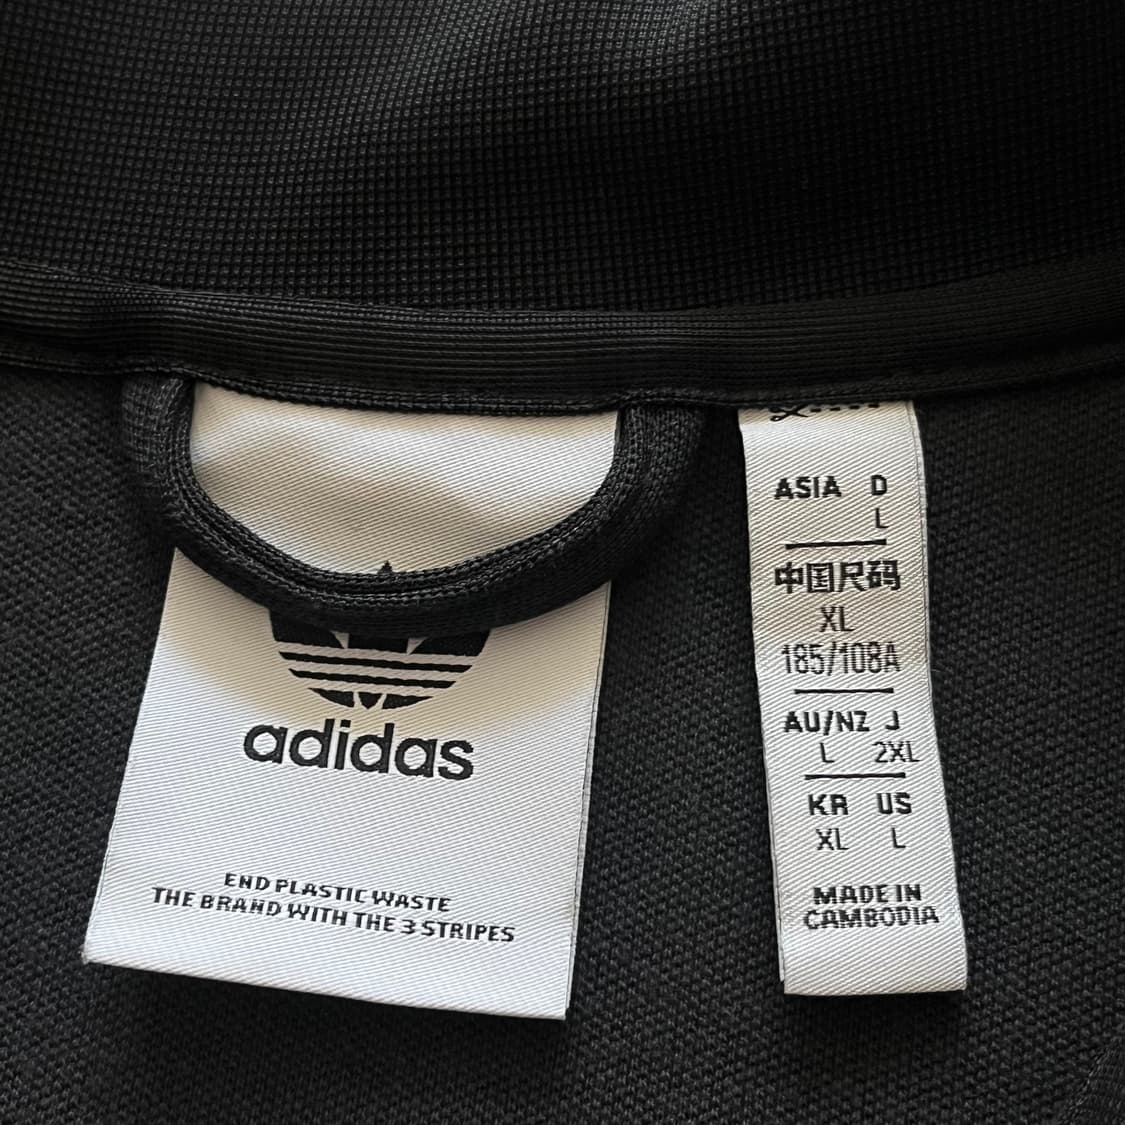 adidas
END PLASTIC WASTE
THE BRAND WITH THE 3 STRIPES
ASIA D
L
中国尺码
XL
185/108A
AU/NZ J
L 2XL
KR US
XL L
MADE IN
CAMBODIA